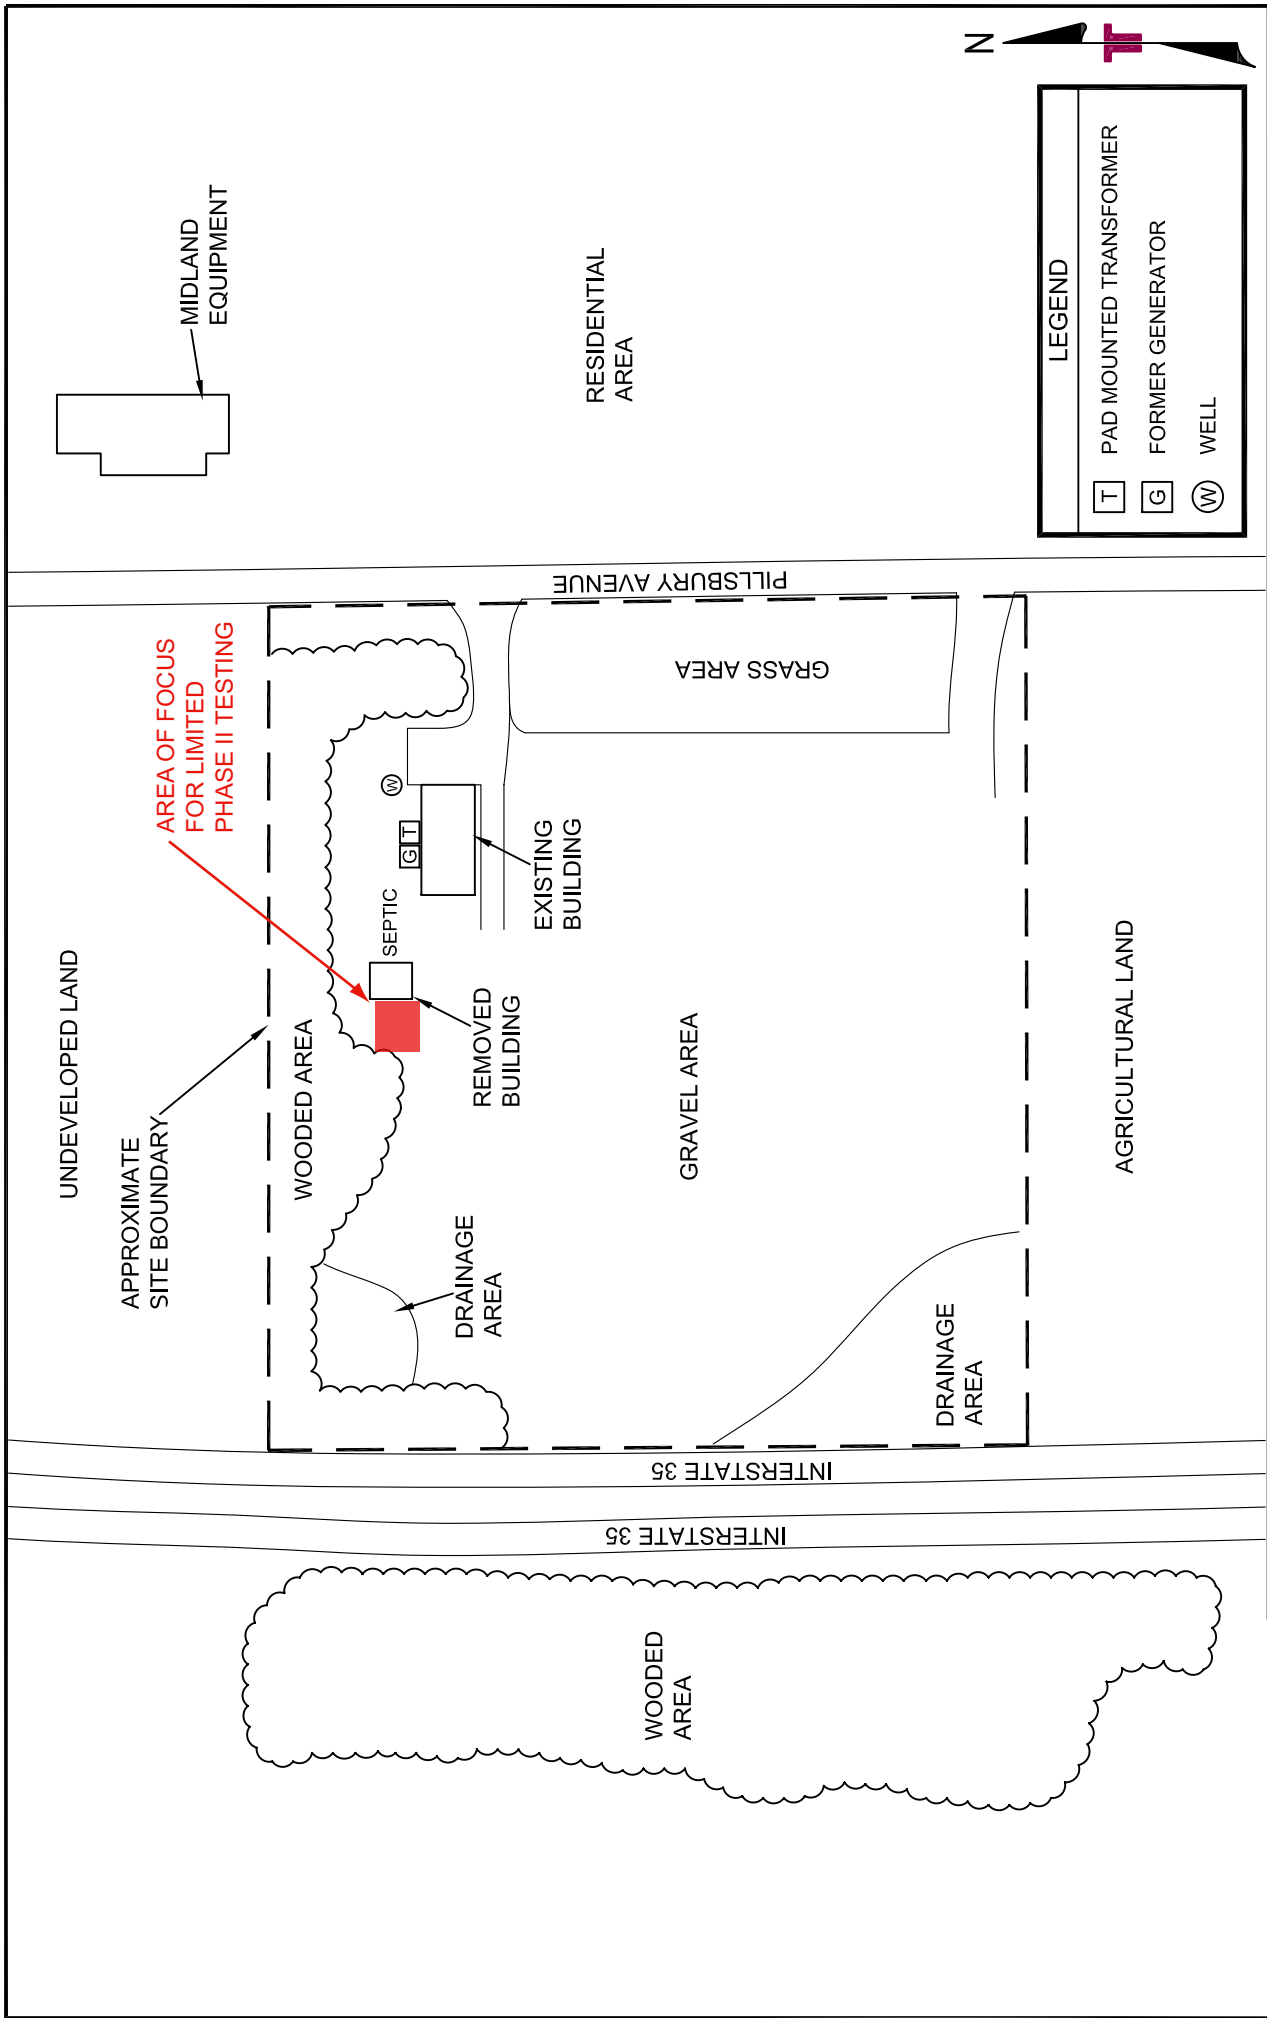 UNDEVELOPED LAND
APPROXIMATE
SITE BOUNDARY
AREA OF FOCUS
FOR LIMITED
PHASE II TESTING
MIDLAND
EQUIPMENT
WOODED AREA
SEPTIC
W
G
T
REMOVED
BUILDING
EXISTING
BUILDING
DRAINAGE
AREA
GRAVEL AREA
GRASS AREA
PILLSBURY AVENUE
RESIDENTIAL
AREA
DRAINAGE
AREA
INTERSTATE 35
INTERSTATE 35
WOODED
AREA
AGRICULTURAL LAND
N
LEGEND
T PAD MOUNTED TRANSFORMER
G FORMER GENERATOR
W WELL